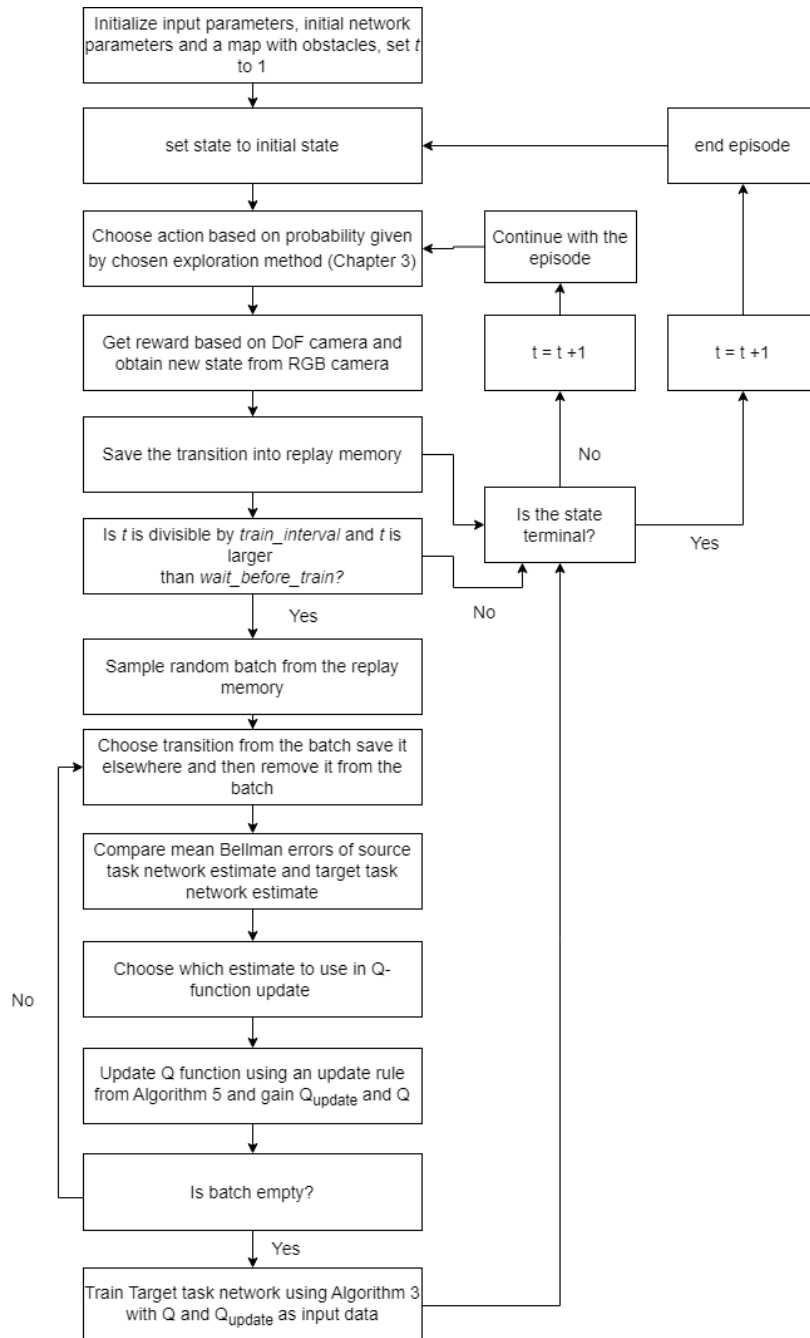 Initialize input parameters, initial network
parameters and a map with obstacles, set t
to 1
set state to initial state
end episode
Choose action based on probability given
by chosen exploration method (Chapter 3)
Continue with the
episode
Get reward based on DoF camera and
obtain new state from RGB camera
t = t +1
t = t +1
Save the transition into replay memory
No
Is the state
terminal?
Yes
Is t is divisible by train_interval and t is
larger
than wait_before_train?
No
Yes
Sample random batch from the replay
memory
Choose transition from the batch save it
elsewhere and then remove it from the
batch
Compare mean Bellman errors of source
task network estimate and target task
network estimate
Choose which estimate to use in Q-
function update
No
Update Q function using an update rule
from Algorithm 5 and gain Qupdate and Q
Is batch empty?
Yes
Train Target task network using Algorithm 3
with Q and Qupdate as input data